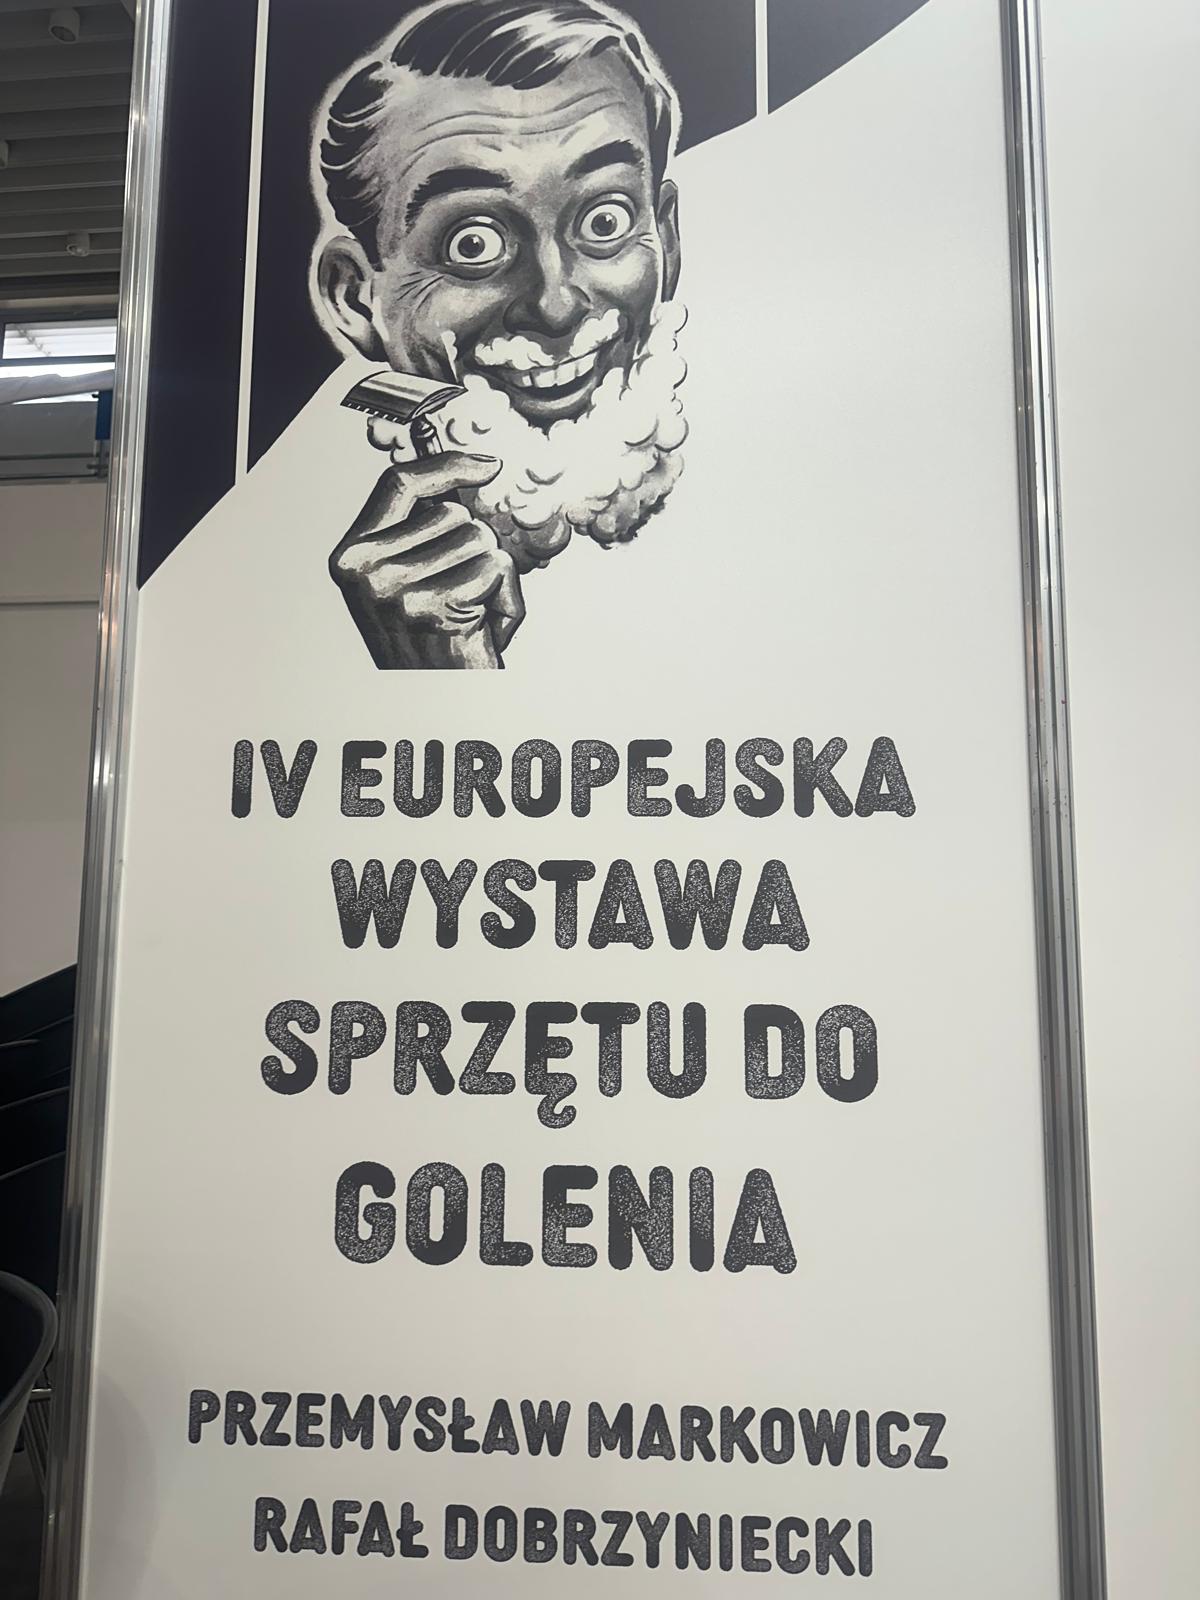 IV EUROPEJSKA
WYSTAWA
SPRZĘTU DO
GOLENIA
PRZEMYSŁAW MARKOWICZ
RAFAŁ DOBRZYNIECKI